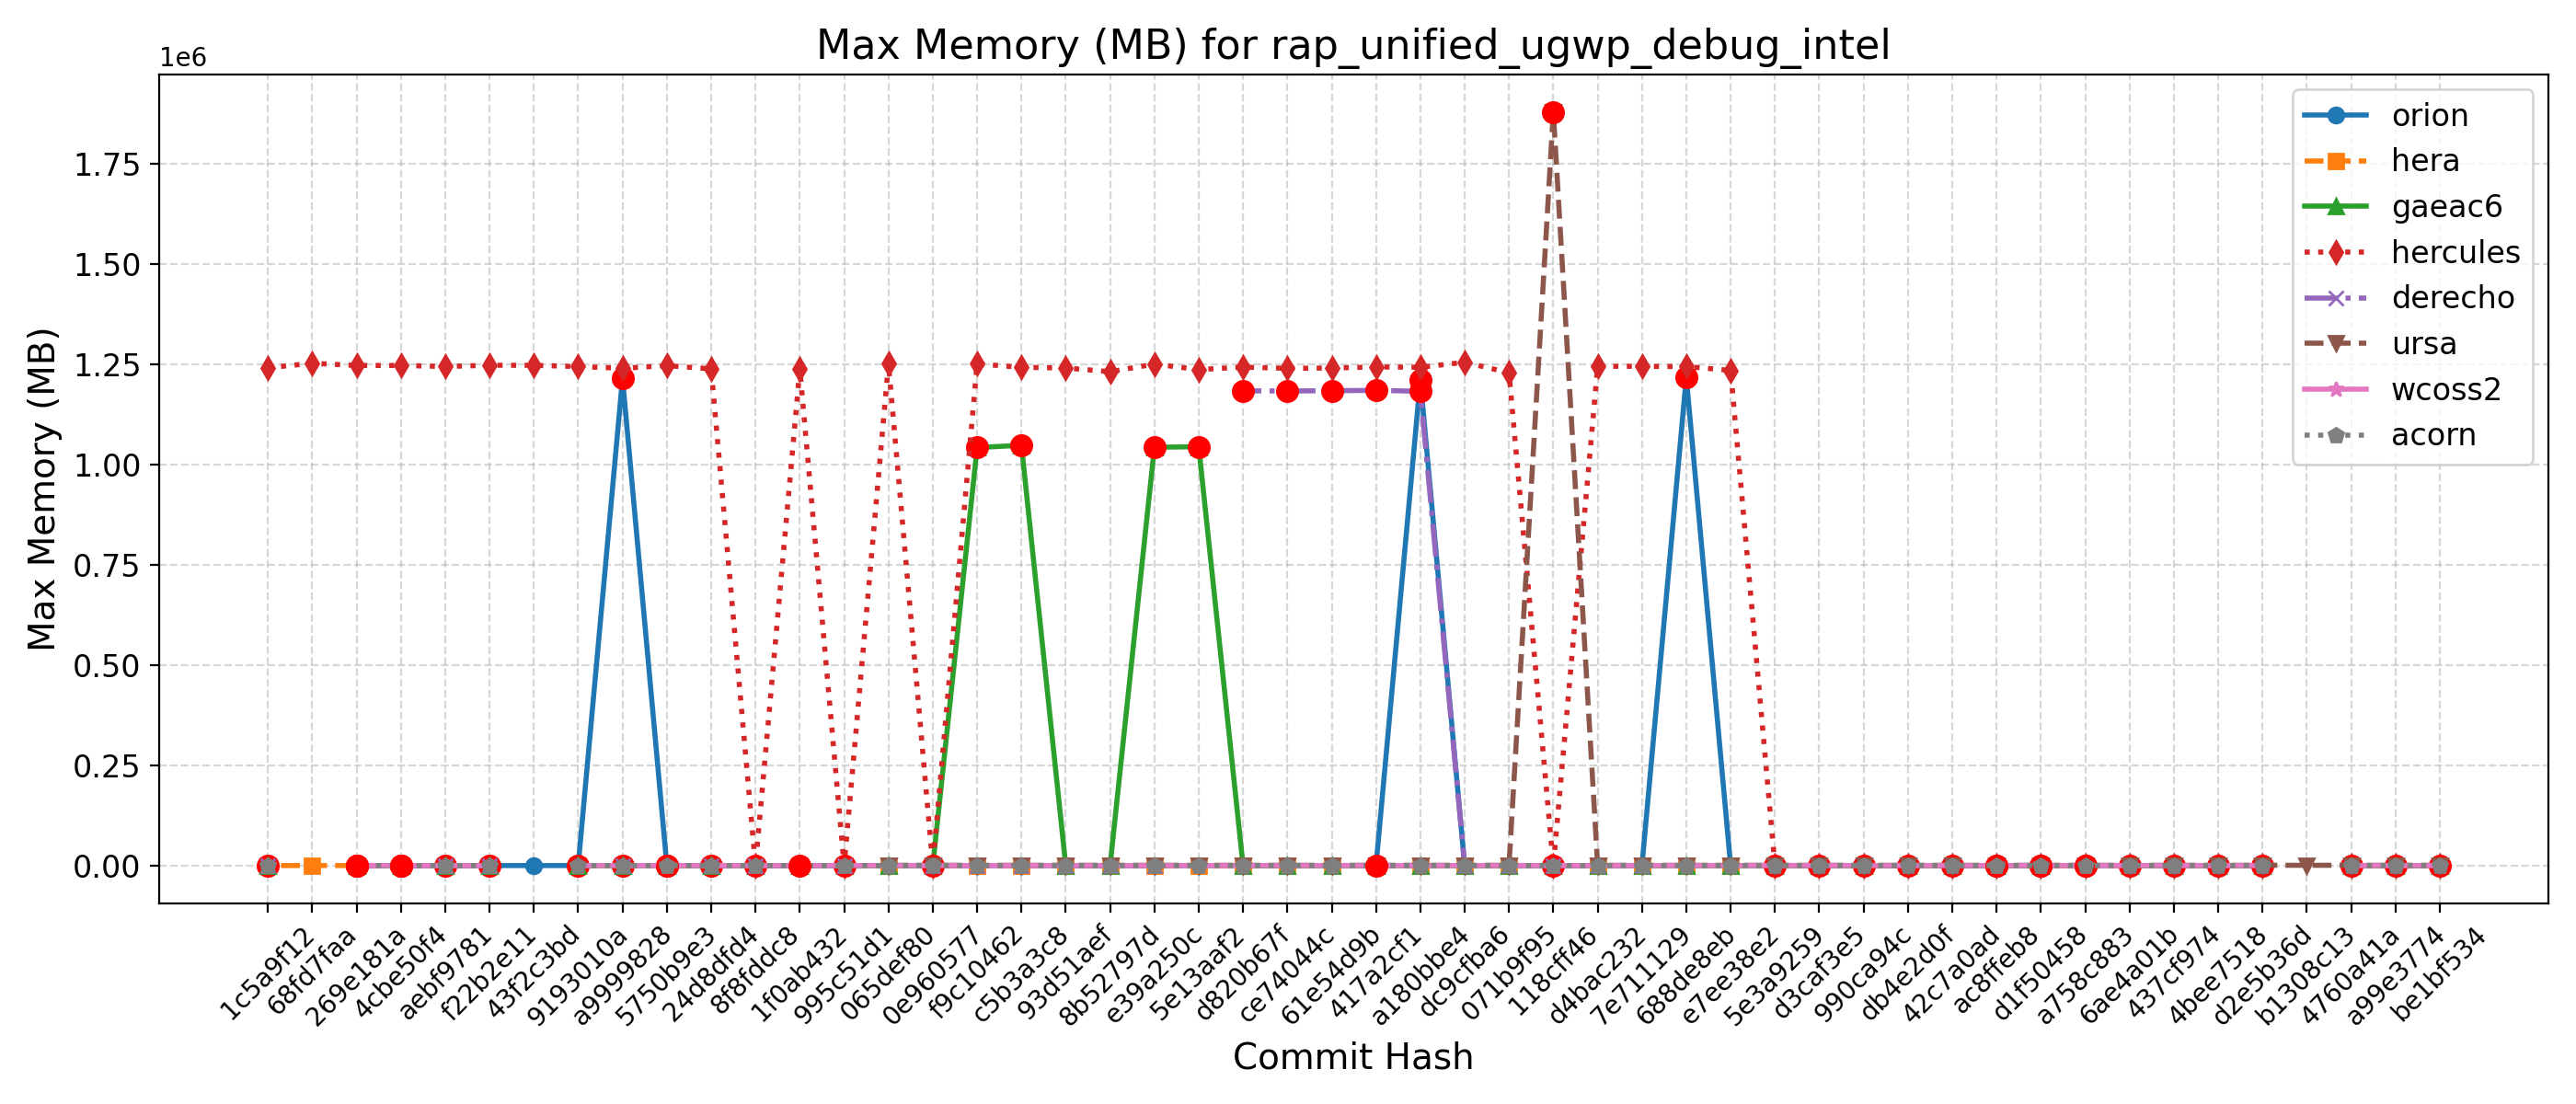 Max Memory (MB) for rap_unified_ugwp_debug_intel
1e6
1.75
1.50
1.25
1.00
0.75
0.50
0.25
0.00
Max Memory (MB)
orion
hera
gaeac6
hercules
derecho
ursa
wcoss2
acorn
1c5a9f12
68fd7faa
269e181a
4cbe50f4
aebf9781
f22b2e11
43f2c3bd
9193010a
a9999828
5750b9e3
24d8dfd4
8f8fddc8
1f0ab432
995c51d1
065def80
0e960577
f9c10462
c5b3a3c8
93d51aef
8b52797d
e39a250c
5e13aaf2
d820b67f
ce74044c
61e54d9b
417a2cf1
a180bbe4
dc9cfba6
071b9f95
118cff46
d4bac232
7e711129
688de8eb
e7ee38e2
5e3a9259
d3caf3e5
990ca94c
db4e2d0f
42c7a0ad
ac8ffeb8
d1f50458
a758c883
6ae4a01b
437cf974
4bee7518
d2e5b36d
b1308c13
4760a41a
a99e3774
be1bf534
Commit Hash